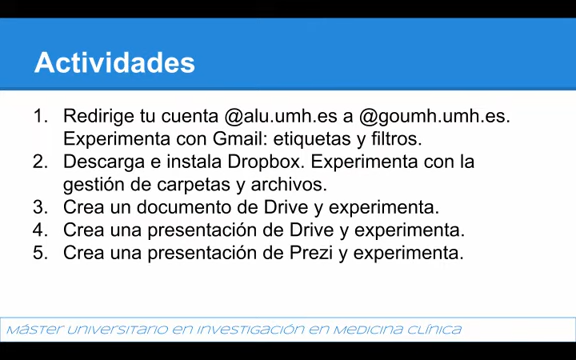 Actividades
1. Redirige tu cuenta @alu.umh.es a @goumh.umh.es.
Experimenta con Gmail: etiquetas y filtros.
2. Descarga e instala Dropbox. Experimenta con la
gestión de carpetas y archivos.
3. Crea un documento de Drive y experimenta.
4. Crea una presentación de Drive y experimenta.
5. Crea una presentación de Prezi y experimenta.
Máster Universitario en Investigación en Medicina Clínica